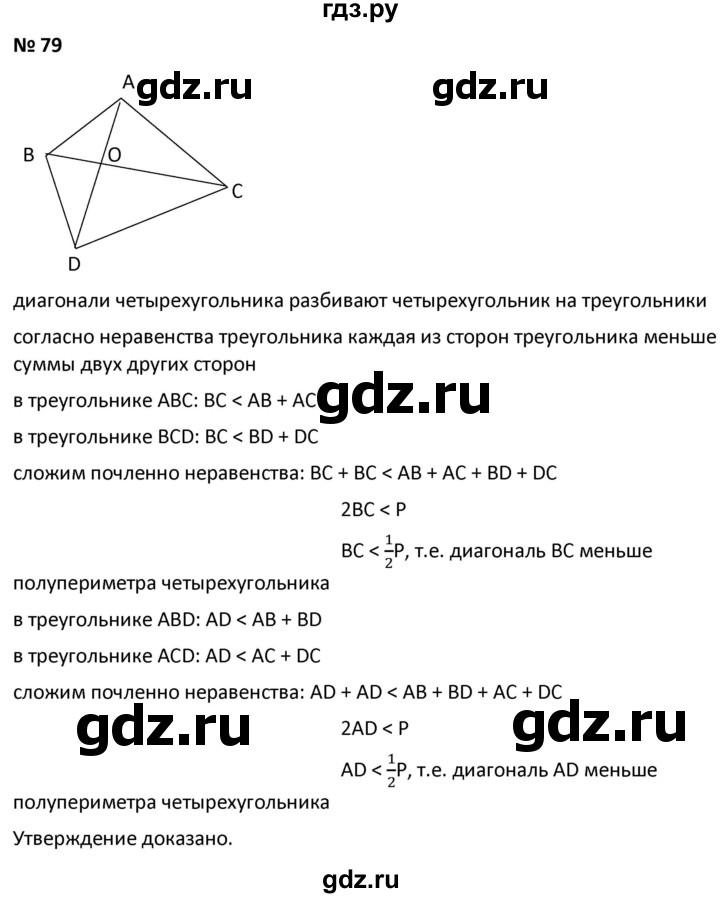 гдз.ру
№ 79
A
gdz.ru gdz.ru
B O
C
D
диагонали четырехугольника разбивают четырехугольник на треугольники
согласно неравенства треугольника каждая из сторон треугольника меньше
суммы двух других сторон
в треугольнике ABC: BC < AB + AC
gdz.ru
в треугольнике BCD: BC < BD + DC
сложим почленно неравенства: BC + BC < AB + AC + BD + DC
2BC < P
BC < 1/2 P, т.е. диагональ BC меньше
полупериметра четырехугольника
в треугольнике ABD: AD < AB + BD
в треугольнике ACD: AD < AC + DC
сложим почленно неравенства: AD + AD < AB + BD + AC + DC
gdz.ru gdz.ru
2AD < P
AD < 1/2 P, т.е. диагональ AD меньше
полупериметра четырехугольника
Утверждение доказано.
gdz.ru